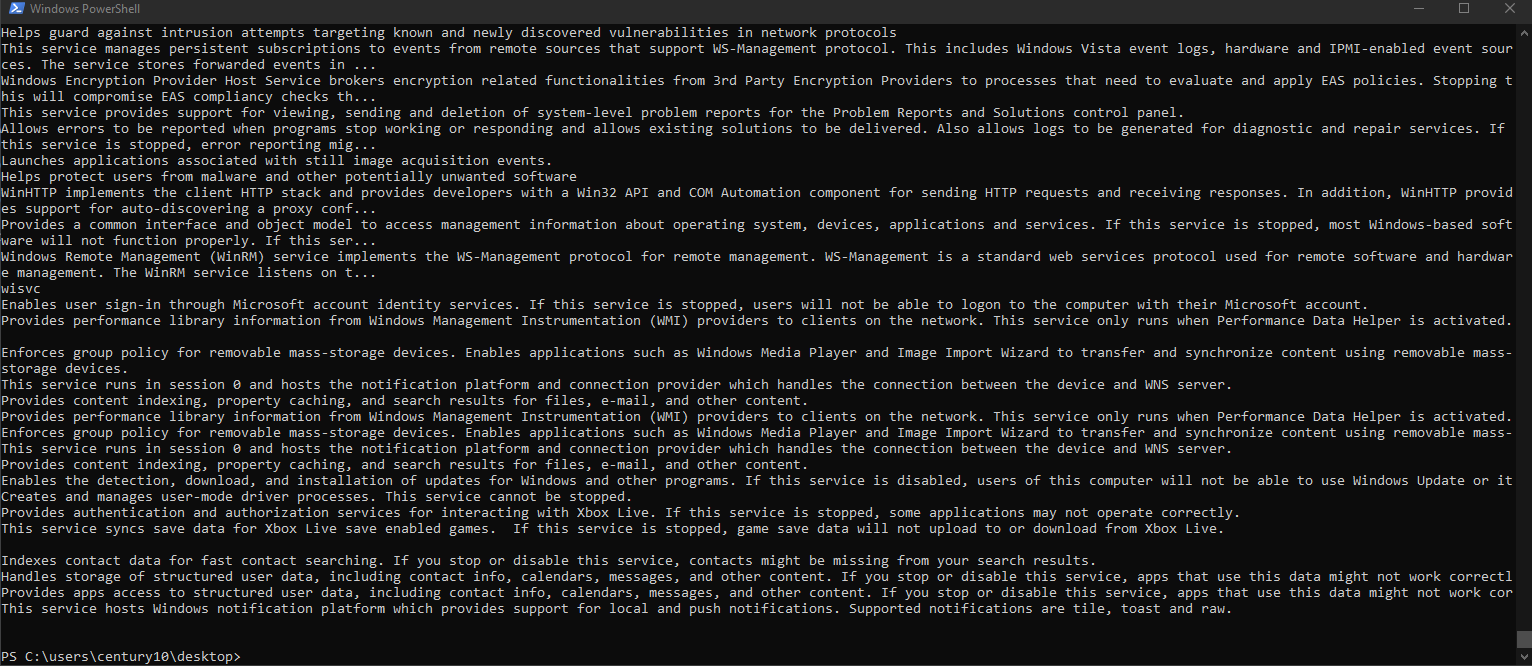 Windows PowerShell
Helps guard against intrusion attempts targeting known and newly discovered vulnerabilities in network protocols
This service manages persistent subscriptions to events from remote sources that support WS-Management protocol. This includes Windows Vista event logs, hardware and IPMI-enabled event sour
ces. The service stores forwarded events in ...
Windows Encryption Provider Host Service brokers encryption related functionalities from 3rd Party Encryption Providers to processes that need to evaluate and apply EAS policies. Stopping t
his will compromise EAS compliancy checks th...
This service provides support for viewing, sending and deletion of system-level problem reports for the Problem Reports and Solutions control panel.
Allows errors to be reported when programs stop working or responding and allows existing solutions to be delivered. Also allows logs to be generated for diagnostic and repair services. If
this service is stopped, error reporting mig...
Launches applications associated with still image acquisition events.
Helps protect users from malware and other potentially unwanted software
WinHTTP implements the client HTTP stack and provides developers with a Win32 API and COM Automation component for sending HTTP requests and receiving responses. In addition, WinHTTP provid
es support for auto-discovering a proxy conf...
Provides a common interface and object model to access management information about operating system, devices, applications and services. If this service is stopped, most Windows-based soft
ware will not function properly. If this ser...
Windows Remote Management (WinRM) service implements the WS-Management protocol for remote management. WS-Management is a standard web services protocol used for remote software and hardwar
e management. The WinRM service listens on t...
wisvc
Enables user sign-in through Microsoft account identity services. If this service is stopped, users will not be able to logon to the computer with their Microsoft account.
Provides performance library information from Windows Management Instrumentation (WMI) providers to clients on the network. This service only runs when Performance Data Helper is activated.
Enforces group policy for removable mass-storage devices. Enables applications such as Windows Media Player and Image Import Wizard to transfer and synchronize content using removable mass-
storage devices.
This service runs in session 0 and hosts the notification platform and connection provider which handles the connection between the device and WNS server.
Provides content indexing, property caching, and search results for files, e-mail, and other content.
Provides performance library information from Windows Management Instrumentation (WMI) providers to clients on the network. This service only runs when Performance Data Helper is activated.
Enforces group policy for removable mass-storage devices. Enables applications such as Windows Media Player and Image Import Wizard to transfer and synchronize content using removable mass-
This service runs in session 0 and hosts the notification platform and connection provider which handles the connection between the device and WNS server.
Provides content indexing, property caching, and search results for files, e-mail, and other content.
Enables the detection, download, and installation of updates for Windows and other programs. If this service is disabled, users of this computer will not be able to use Windows Update or it
Creates and manages user-mode driver processes. This service cannot be stopped.
Provides authentication and authorization services for interacting with Xbox Live. If this service is stopped, some applications may not operate correctly.
This service syncs save data for Xbox Live save enabled games.  If this service is stopped, game save data will not upload to or download from Xbox Live.
Indexes contact data for fast contact searching. If you stop or disable this service, contacts might be missing from your search results.
Handles storage of structured user data, including contact info, calendars, messages, and other content. If you stop or disable this service, apps that use this data might not work correctl
Provides apps access to structured user data, including contact info, calendars, messages, and other content. If you stop or disable this service, apps that use this data might not work cor
This service hosts Windows notification platform which provides support for local and push notifications. Supported notifications are tile, toast and raw.
PS C:\users\century10\desktop>